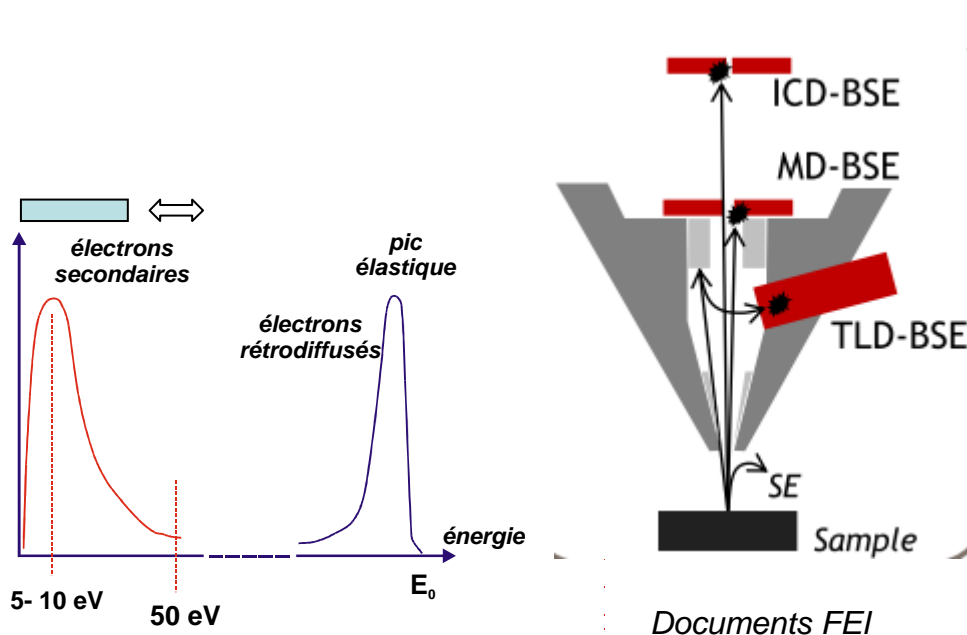 électrons
secondaires
pic
élastique
électrons
rétrodiffusés
énergie
5- 10 eV
50 eV
E₀
ICD-BSE
MD-BSE
TLD-BSE
SE
Sample
Documents FEI